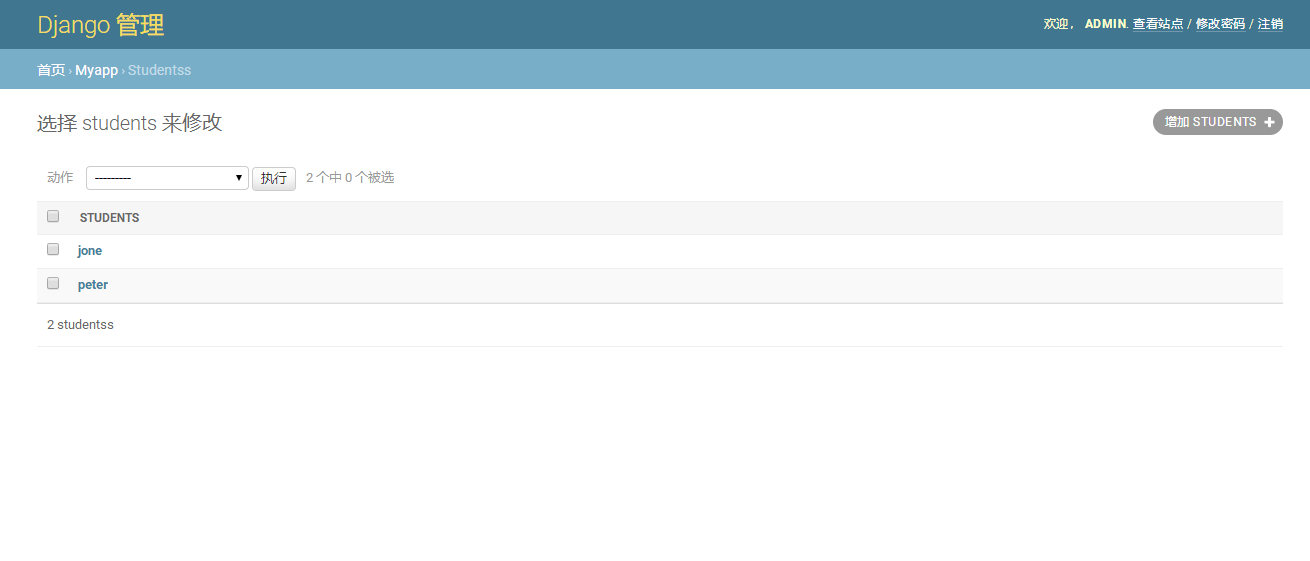 Django 管理
欢迎， ADMIN. 查看站点 / 修改密码 / 注销
首页 › Myapp › Studentss
选择 students 来修改
增加 STUDENTS +
动作 --------- 执行 2 个中 0 个被选
STUDENTS
jone
peter
2 studentss